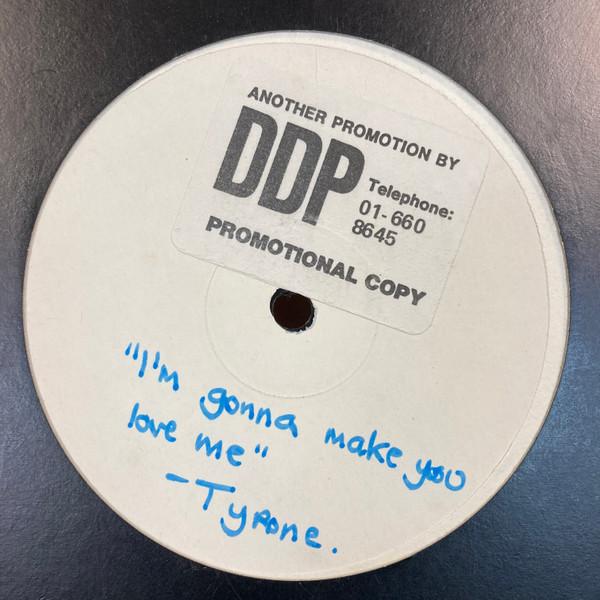 ANOTHER PROMOTION BY
DDP
Telephone:
01-660
8645
PROMOTIONAL COPY
"I'm gonna make you
love me"
-Tyrone.